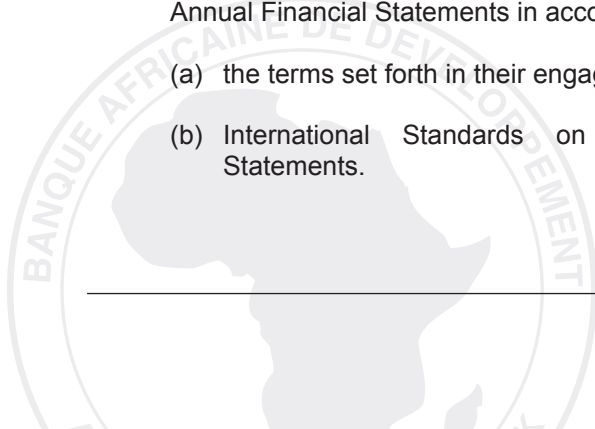 Annual Financial Statements in acco
(a) the terms set forth in their engag
(b) International Standards on
Statements.
BANQUE AFRICAINE DE DEVELOPPEMENT